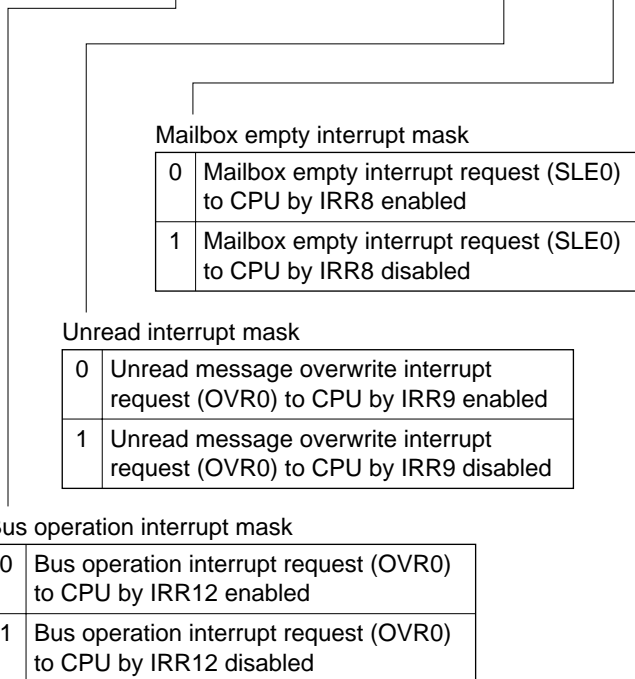 Mailbox empty interrupt mask
0 Mailbox empty interrupt request (SLE0)
to CPU by IRR8 enabled
1 Mailbox empty interrupt request (SLE0)
to CPU by IRR8 disabled
Unread interrupt mask
0 Unread message overwrite interrupt
request (OVR0) to CPU by IRR9 enabled
1 Unread message overwrite interrupt
request (OVR0) to CPU by IRR9 disabled
Bus operation interrupt mask
0 Bus operation interrupt request (OVR0)
to CPU by IRR12 enabled
1 Bus operation interrupt request (OVR0)
to CPU by IRR12 disabled